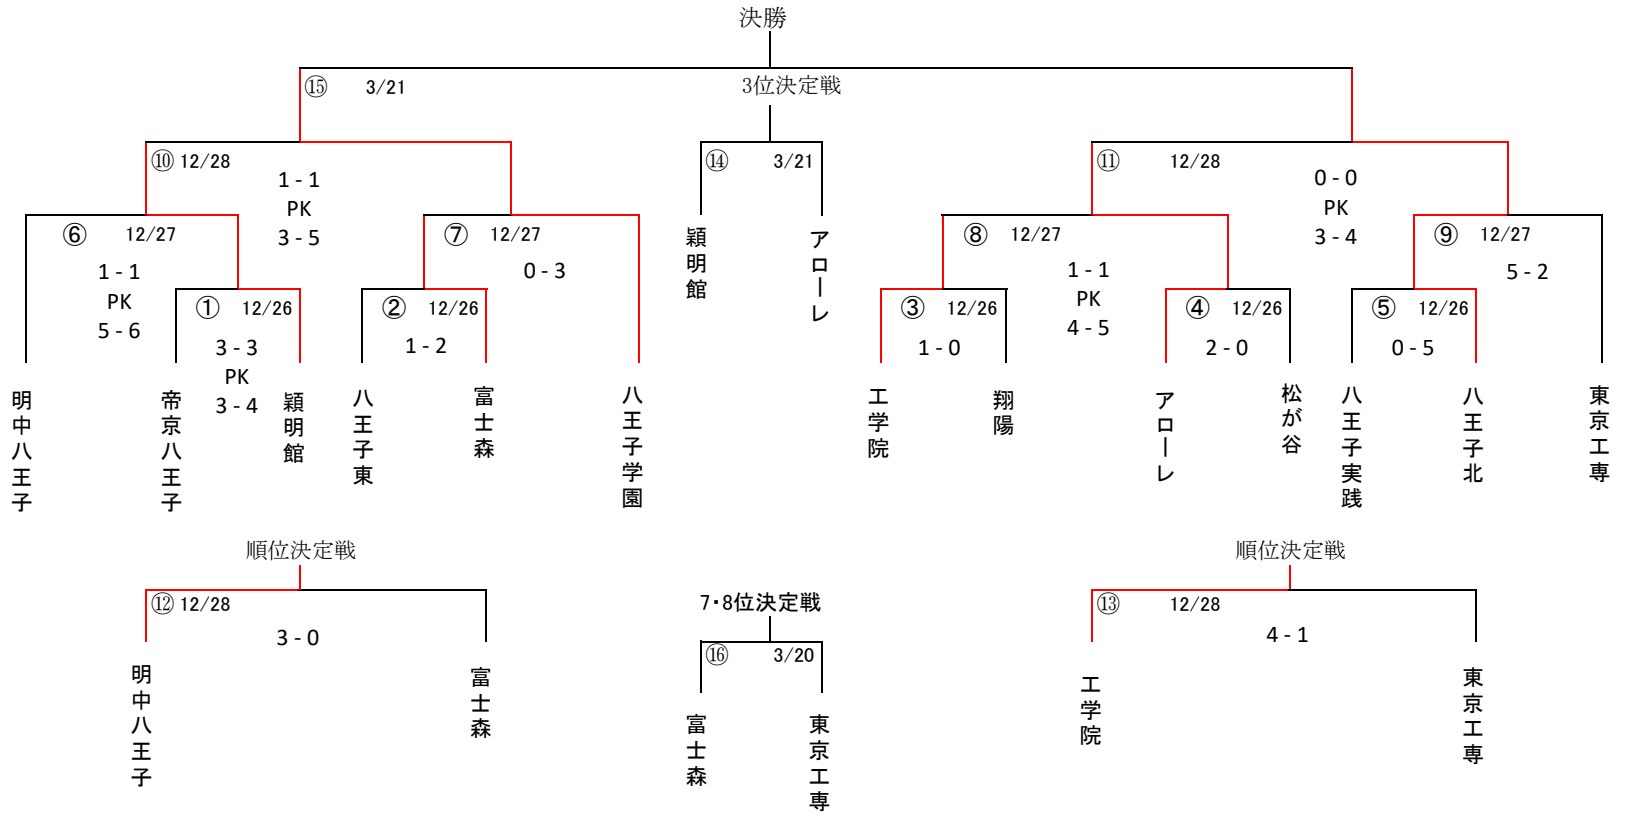 決勝
⑮ 3/21
3位決定戦
⑩ 12/28
1 - 1
PK
3 - 5
⑭ 3/21
穎明館
アローレ
⑪ 12/28
0 - 0
PK
3 - 4
⑥ 12/27
1 - 1
PK
5 - 6
⑦ 12/27
0 - 3
⑧ 12/27
1 - 1
PK
4 - 5
⑨ 12/27
5 - 2
① 12/26
3 - 3
PK
3 - 4
② 12/26
1 - 2
③ 12/26
1 - 0
④ 12/26
2 - 0
⑤ 12/26
0 - 5
明中八王子
帝京八王子
穎明館
八王子東
富士森
八王子学園
工学院
翔陽
アローレ
松が谷
八王子実践
八王子北
東京工専
順位決定戦
⑫ 12/28
3 - 0
明中八王子
富士森
7・8位決定戦
⑯ 3/20
富士森
東京工専
順位決定戦
⑬ 12/28
4 - 1
工学院
東京工専